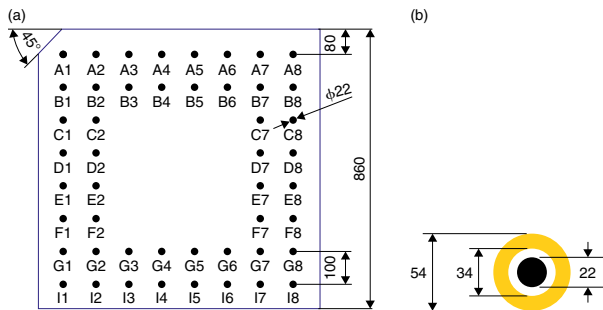 (a)
45°
80
A1 A2 A3 A4 A5 A6 A7 A8
B1 B2 B3 B4 B5 B6 B7 B8
ϕ22
C1 C2 C7 C8
D1 D2 D7 D8
860
E1 E2 E7 E8
F1 F2 F7 F8
G1 G2 G3 G4 G5 G6 G7 G8
100
I1 I2 I3 I4 I5 I6 I7 I8
(b)
54 34 22